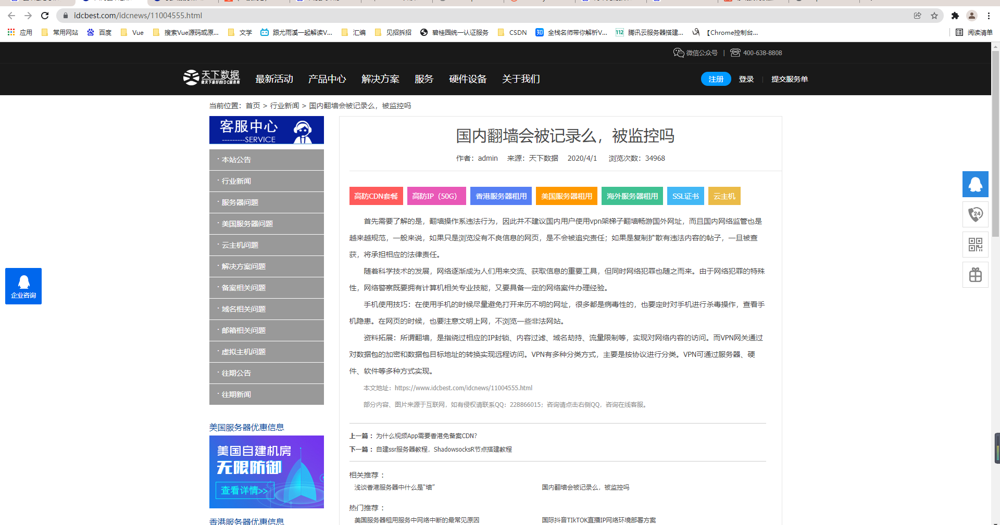 idcbest.com/idcnews/11004555.html
应用 常用网站 百度 Vue 搜索Vue源码或原... 文学 跟尤雨溪一起解读V... 汇编 见招拆招 碧桂园统一认证服务 CSDN 全栈名师带你解析V... 腾讯云服务器搭建... 【Chrome控制台... 阅读清单
微信公众号 | 400-638-8808
天下数据
做天下最好的IDC服务商
最新活动 产品中心 解决方案 服务 硬件设备 关于我们 注册 登录 | 提交服务单
当前位置：首页 > 行业新闻 > 国内翻墙会被记录么，被监控吗
客服中心
---------SERVICE
· 本站公告
· 行业新闻
· 服务器问题
· 美国服务器问题
· 云主机问题
· 解决方案问题
· 备案相关问题
· 域名相关问题
· 邮箱相关问题
· 虚拟主机问题
· 往期公告
· 往期新闻
美国服务器优惠信息
美国自建机房
无限防御
查看详情>>
香港服务器优惠信息
国内翻墙会被记录么，被监控吗
作者：admin 来源：天下数据 2020/4/1 浏览次数：34968
高防CDN套餐 高防IP（50G） 香港服务器租用 美国服务器租用 海外服务器租用 SSL证书 云主机
首先需要了解的是，翻墙操作系违法行为，因此并不建议国内用户使用vpn架梯子翻墙畅游国外网址，而且国内网络监管也是
越来越规范，一般来说，如果只是浏览没有不良信息的网页，是不会被追究责任；如果是复制扩散有违法内容的帖子，一旦被查
获，将承担相应的法律责任。
随着科学技术的发展，网络逐渐成为人们用来交流、获取信息的重要工具，但同时网络犯罪也随之而来。由于网络犯罪的特殊
性，网络警察既要拥有计算机相关专业技能，又要具备一定的网络案件办理经验。
手机使用技巧：在使用手机的时候尽量避免打开来历不明的网址，很多都是病毒性的，也要定时对手机进行杀毒操作，查看手
机隐患。在网页的时候，也要注意文明上网，不浏览一些非法网站。
资料拓展：所谓翻墙，是指绕过相应的IP封锁、内容过滤、域名劫持、流量限制等，实现对网络内容的访问。而VPN网关通过
对数据包的加密和数据包目标地址的转换实现远程访问。VPN有多种分类方式，主要是按协议进行分类。VPN可通过服务器、硬
件、软件等多种方式实现。
本文地址：https://www.idcbest.com/idcnews/11004555.html
部分内容、图片来源于互联网，如有侵权请联系QQ：228866015；咨询请点击右侧QQ，咨询在线客服。
上一篇： 为什么视频App需要香港免备案CDN?
下一篇： 自建ssr服务器教程，ShadowsocksR节点搭建教程
相关推荐：
浅谈香港服务器中什么是“墙” 国内翻墙会被记录么，被监控吗
热门推荐：
美国服务器租用服务中网络中断的最常见原因 国际抖音TIkTOK直播IP网络环境部署方案
企业咨询
24